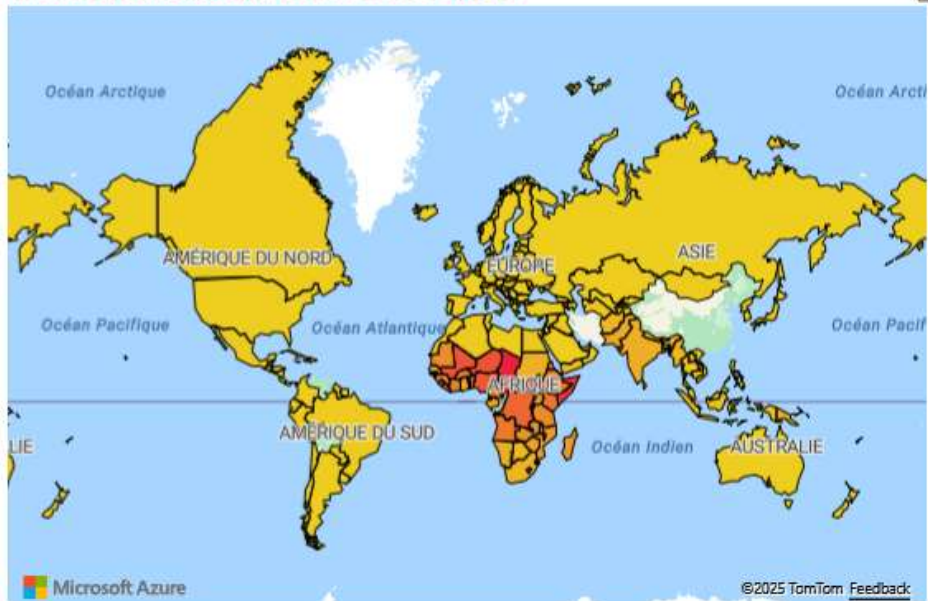 Océan Arctique
Océan Arcti
AMÉRIQUE DU NORD
EUROPE
ASIE
Océan Pacifique
Océan Atlantique
Océan Pacif
AFRIQUE
AMÉRIQUE DU SUD
Océan Indien
AUSTRALIE
LIE
Microsoft Azure
©2025 TomTom Feedback